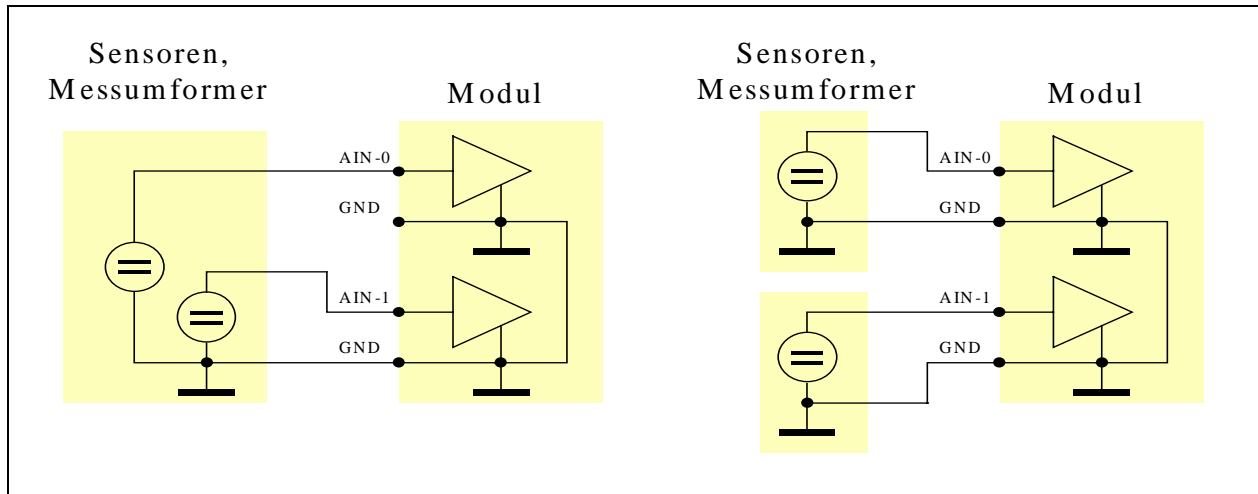 Sensoren,
Messumformer
Modul
AIN-0
GND
AIN-1
GND
Sensoren,
Messumformer
Modul
AIN-0
GND
AIN-1
GND